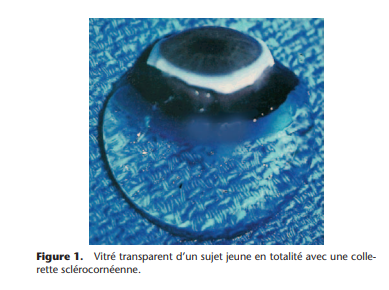 Figure 1. Vitré transparent d'un sujet jeune en totalité avec une colle-
rette sclérocornéenne.